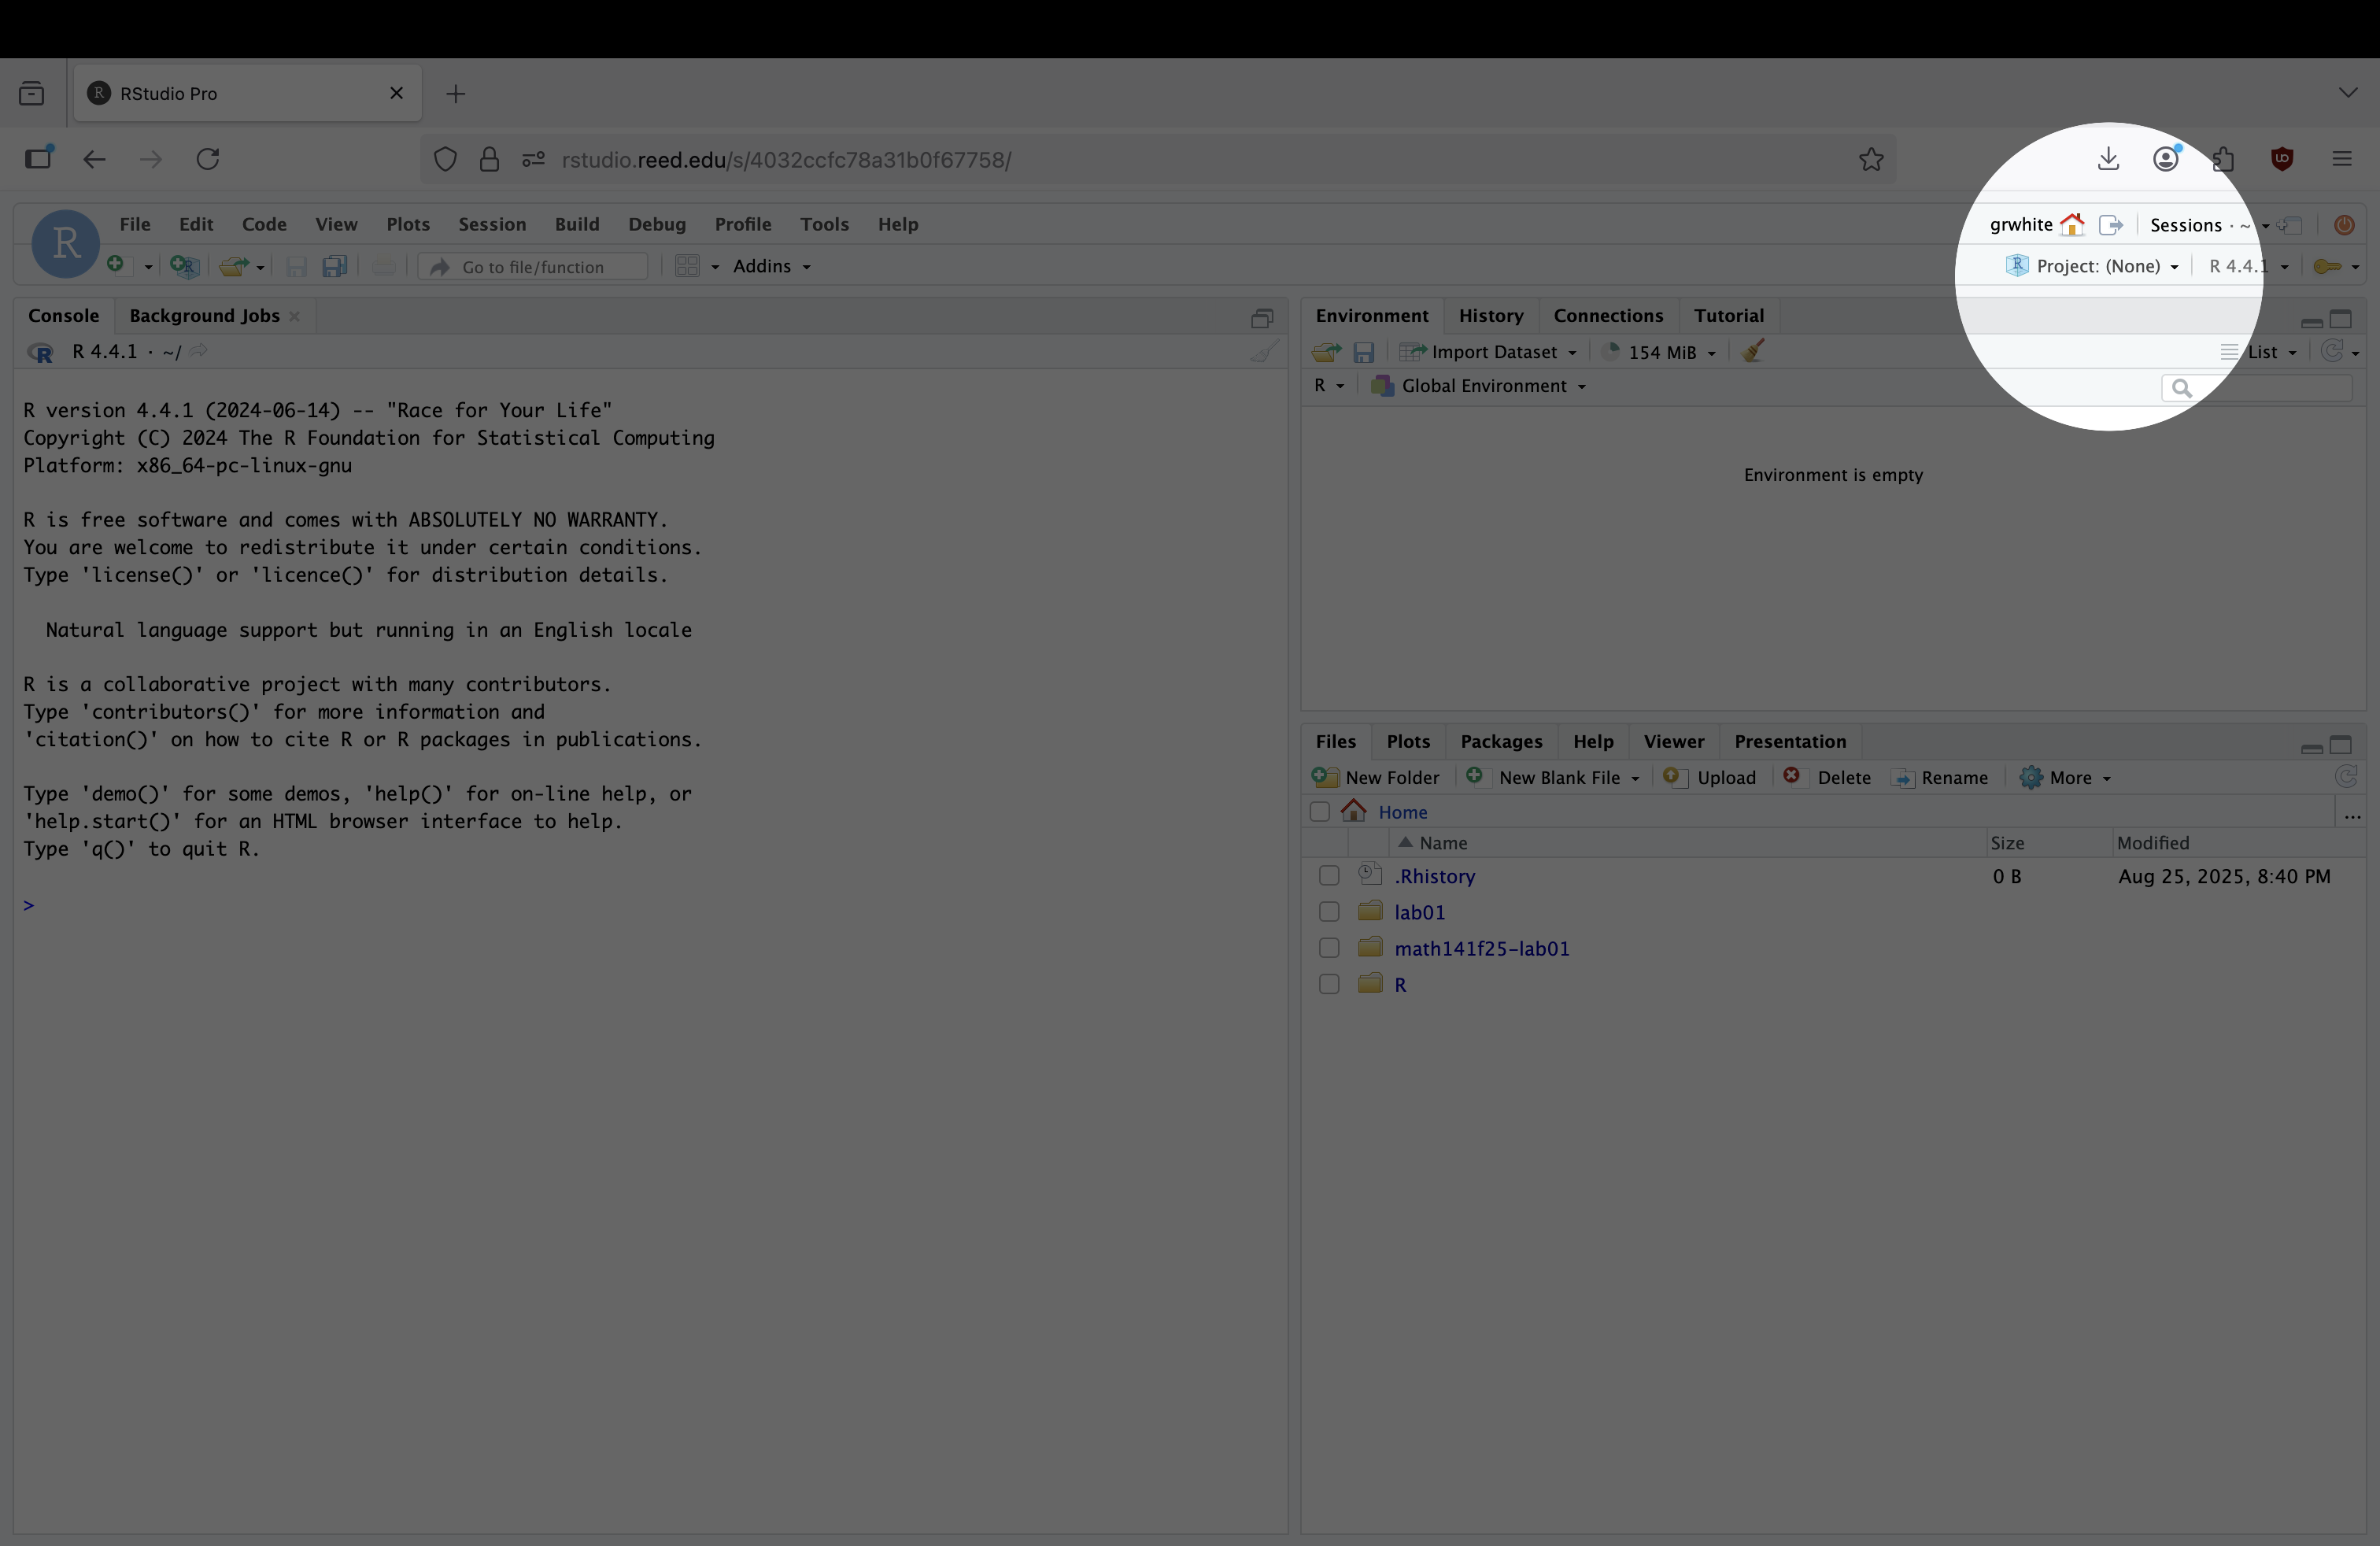 RStudio Pro
rstudio.reed.edu/s/4032ccfc78a31b0f67758/
File Edit Code View Plots Session Build Debug Profile Tools Help
grwhite Sessions · ~
Go to file/function Addins
Project: (None) R 4.4.1
Console Background Jobs
R 4.4.1 · ~/
R version 4.4.1 (2024-06-14) -- "Race for Your Life"
Copyright (C) 2024 The R Foundation for Statistical Computing
Platform: x86_64-pc-linux-gnu
R is free software and comes with ABSOLUTELY NO WARRANTY.
You are welcome to redistribute it under certain conditions.
Type 'license()' or 'licence()' for distribution details.
Natural language support but running in an English locale
R is a collaborative project with many contributors.
Type 'contributors()' for more information and
'citation()' on how to cite R or R packages in publications.
Type 'demo()' for some demos, 'help()' for on-line help, or
'help.start()' for an HTML browser interface to help.
Type 'q()' to quit R.
>
Environment History Connections Tutorial
Import Dataset 154 MiB List
R Global Environment
Environment is empty
Files Plots Packages Help Viewer Presentation
New Folder New Blank File Upload Delete Rename More
Home ...
Name Size Modified
.Rhistory 0 B Aug 25, 2025, 8:40 PM
lab01
math141f25-lab01
R